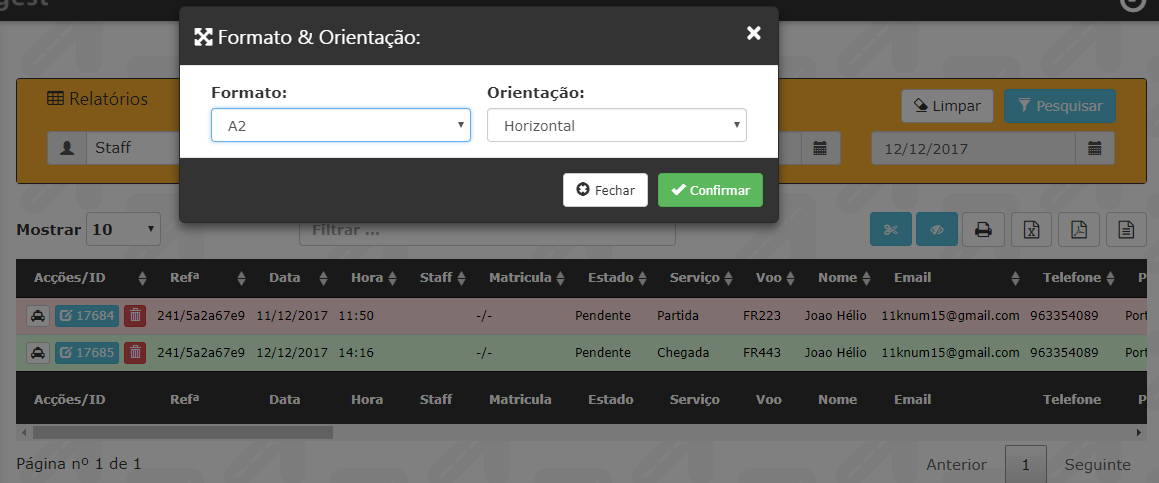 gest
Formato & Orientação:
Formato: Orientação:
A2 Horizontal
Fechar Confirmar
Relatórios Limpar Pesquisar
Staff 12/12/2017
Mostrar 10 Filtrar ...
Acções/ID Refª Data Hora Staff Matricula Estado Serviço Voo Nome Email Telefone P
17684 241/5a2a67e9 11/12/2017 11:50 -/- Pendente Partida FR223 Joao Hélio 11knum15@gmail.com 963354089 Port
17685 241/5a2a67e9 12/12/2017 14:16 -/- Pendente Chegada FR443 Joao Hélio 11knum15@gmail.com 963354089 Port
Acções/ID Refª Data Hora Staff Matricula Estado Serviço Voo Nome Email Telefone P
Página nº 1 de 1 Anterior 1 Seguinte